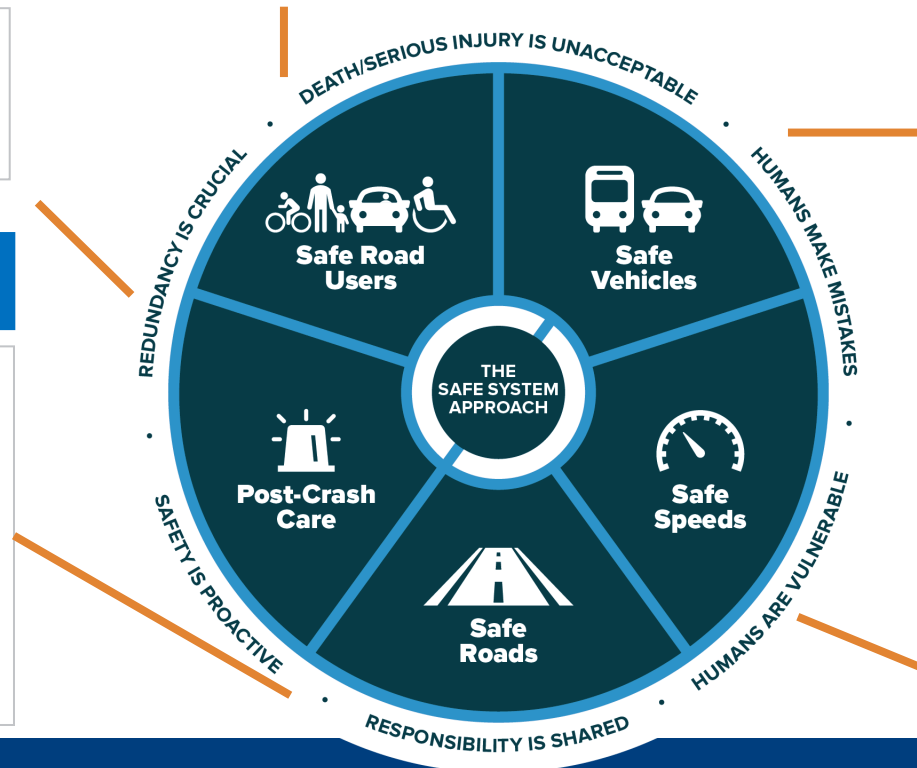 DEATH/SERIOUS INJURY IS UNACCEPTABLE
HUMANS MAKE MISTAKES
HUMANS ARE VULNERABLE
RESPONSIBILITY IS SHARED
SAFETY IS PROACTIVE
REDUNDANCY IS CRUCIAL
Safe Road
Users
Safe
Vehicles
Safe
Speeds
Safe
Roads
Post-Crash
Care
THE
SAFE SYSTEM
APPROACH